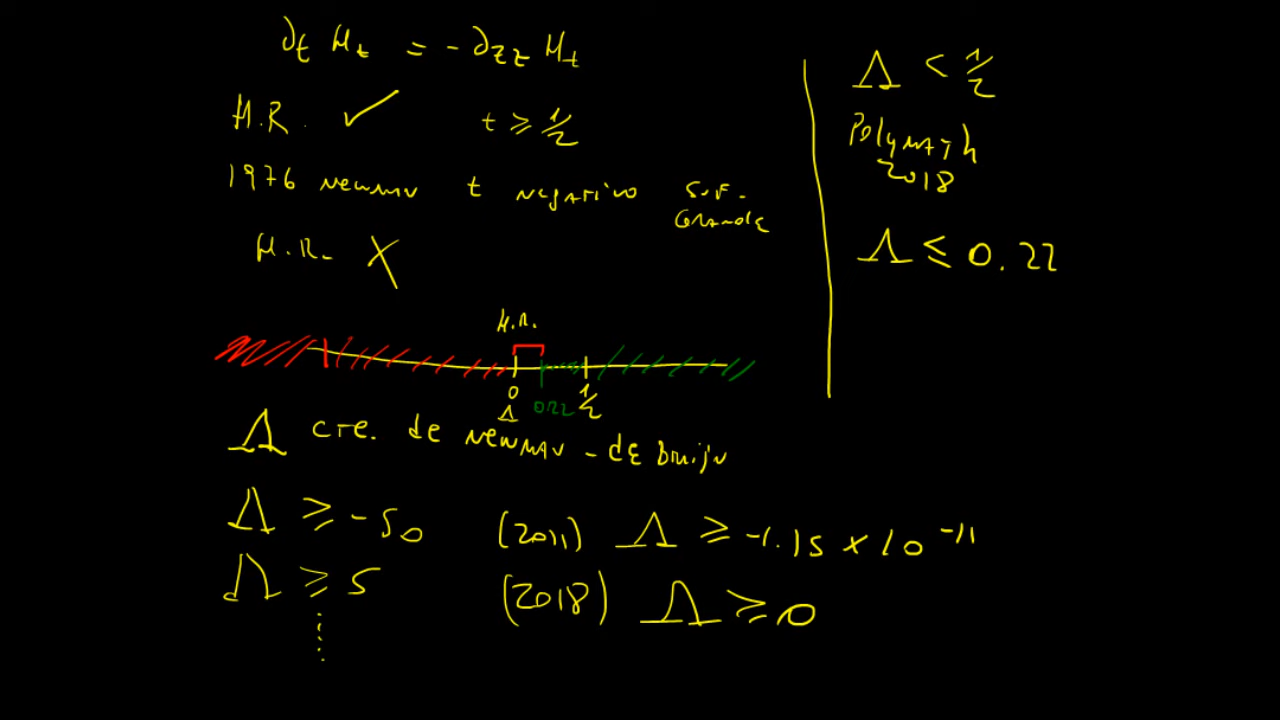 ∂t Ht = - ∂zz Ht
H.R. ✓ t ≥ 1/2
1976 Newman t negativo suf. grande
H.R. X
H.R.
0 1/2
Λ 0.22
Λ cte. de Newman - de Bruijn
Λ ≥ -50 (2011) Λ ≥ -1.15 × 10^-11
Λ ≥ 5 (2018) Λ ≥ 0
Λ < 1/2
Polymath
2018
Λ ≤ 0.22